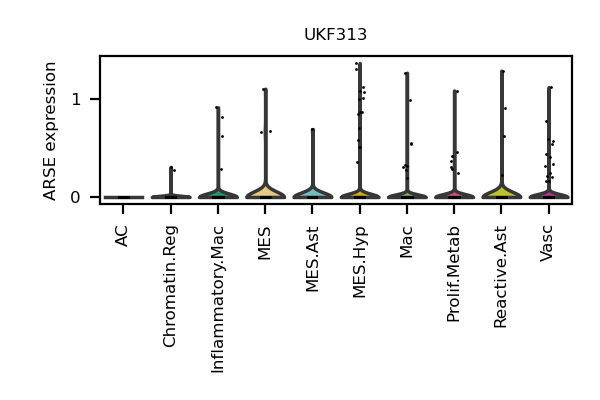 UKF313
ARSE expression
1
0
AC
Chromatin.Reg
Inflammatory.Mac
MES
MES.Ast
MES.Hyp
Mac
Prolif.Metab
Reactive.Ast
Vasc